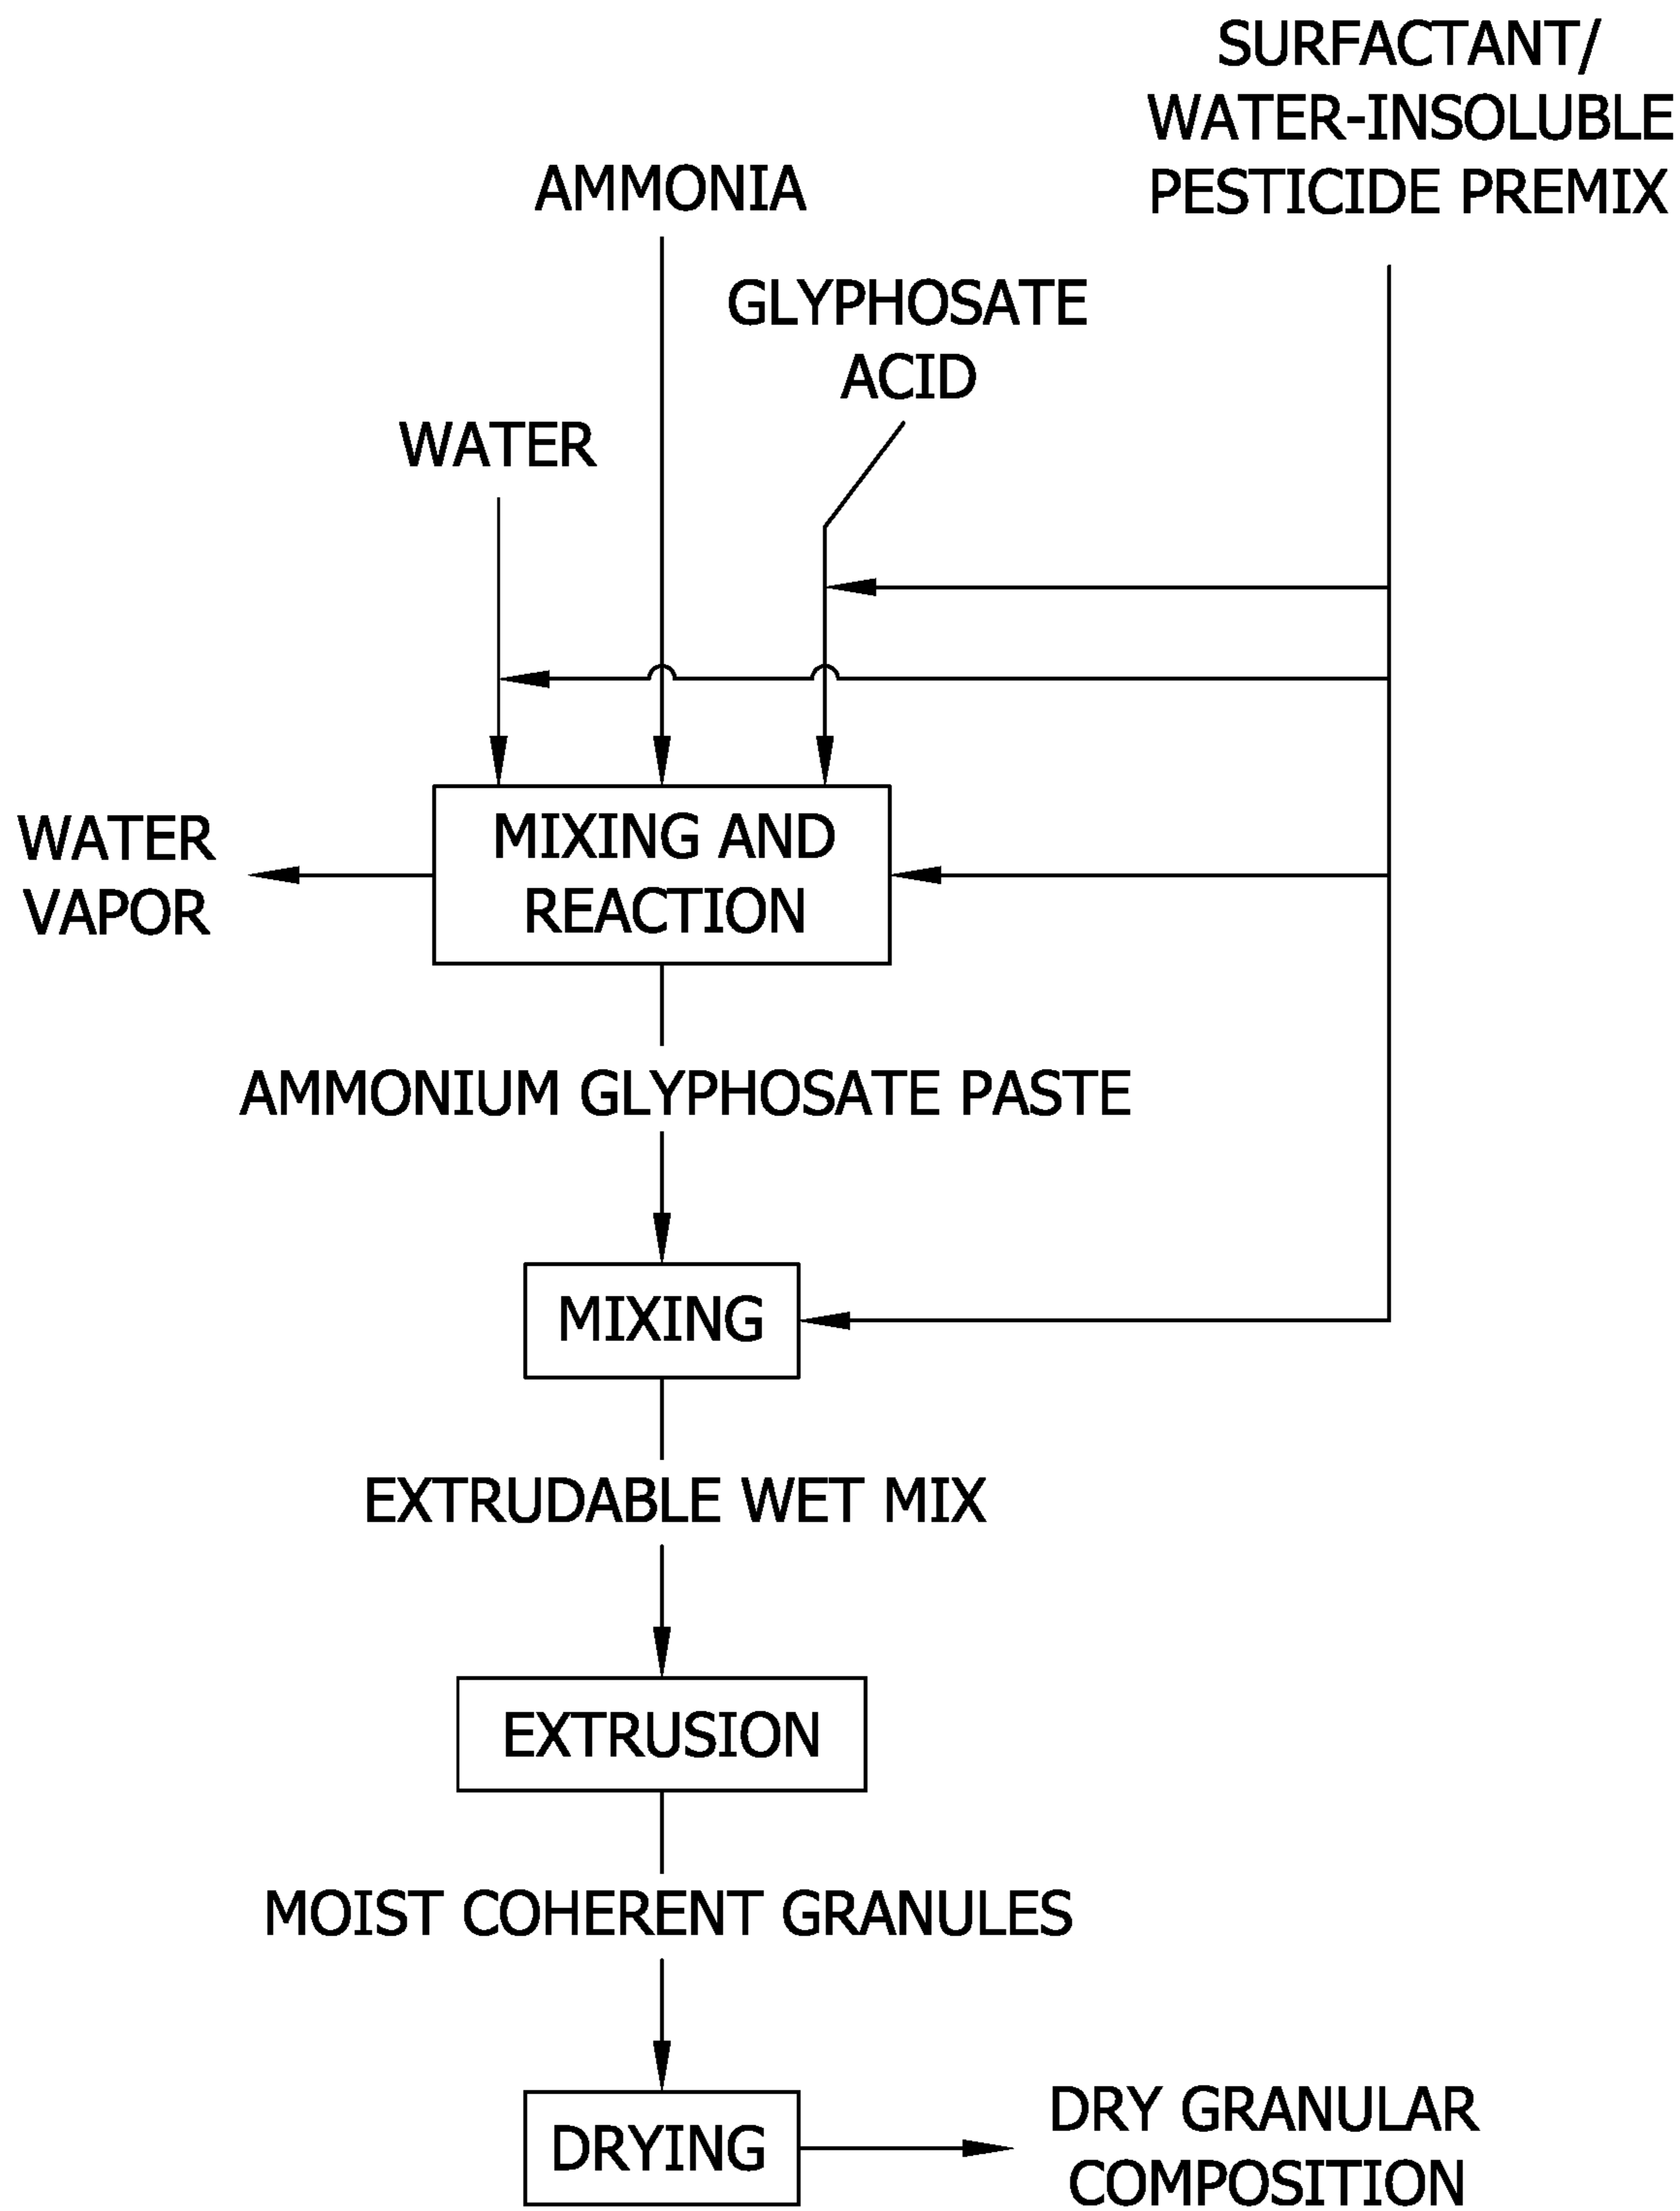 SURFACTANT/
WATER-INSOLUBLE
PESTICIDE PREMIX
AMMONIA
GLYPHOSATE
ACID
WATER
MIXING AND
REACTION
WATER
VAPOR
AMMONIUM GLYPHOSATE PASTE
MIXING
EXTRUDABLE WET MIX
EXTRUSION
MOIST COHERENT GRANULES
DRYING
DRY GRANULAR
COMPOSITION